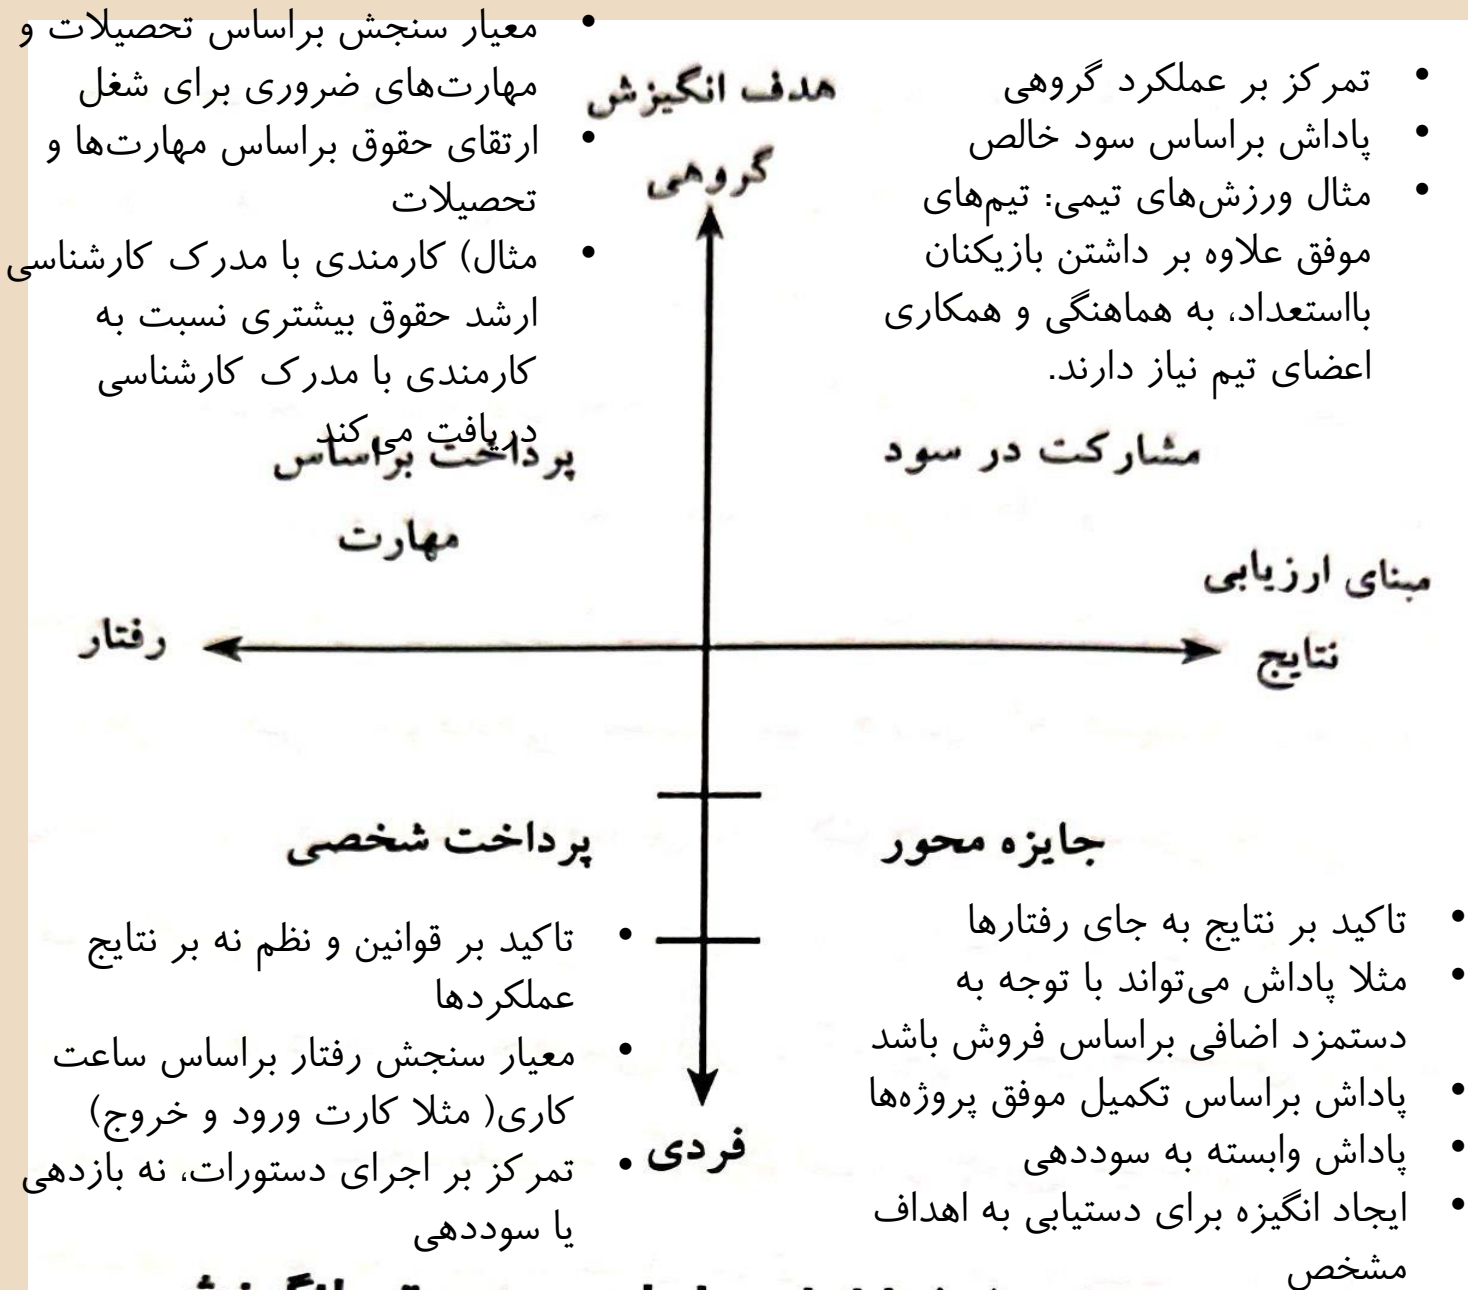 معیار سنجش براساس تحصیلات و
مهارت‌های ضروری برای شغل
ارتقای حقوق براساس مهارت‌ها و
تحصیلات
مثال) کارمندی با مدرک کارشناسی
ارشد حقوق بیشتری نسبت به
کارمندی با مدرک کارشناسی
دریافت می‌کند
هدف انگیزش
گروهی
تمرکز بر عملکرد گروهی
پاداش براساس سود خالص
مثال ورزش‌های تیمی: تیم‌های
موفق علاوه بر داشتن بازیکنان
بااستعداد، به هماهنگی و همکاری
اعضای تیم نیاز دارند.
مشارکت در سود
پرداخت براساس
مهارت
مبنای ارزیابی
نتایج
رفتار
جایزه محور
پرداخت شخصی
تاکید بر نتایج به جای رفتارها
مثلا پاداش می‌تواند با توجه به
دستمزد اضافی براساس فروش باشد
پاداش براساس تکمیل موفق پروژه‌ها
پاداش وابسته به سوددهی
ایجاد انگیزه برای دستیابی به اهداف
مشخص
تاکید بر قوانین و نظم نه بر نتایج
عملکردها
معیار سنجش رفتار براساس ساعت
کاری( مثلا کارت ورود و خروج)
تمرکز بر اجرای دستورات، نه بازدهی
یا سوددهی
فردی